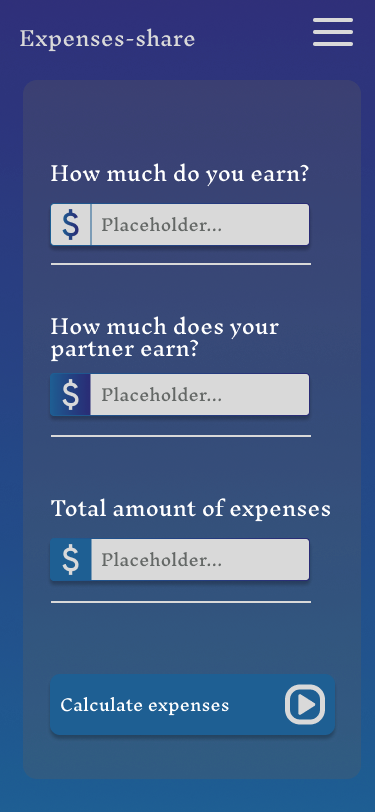 Expenses-share
How much do you earn?
$ Placeholder...
How much does your
partner earn?
$ Placeholder...
Total amount of expenses
$ Placeholder...
Calculate expenses